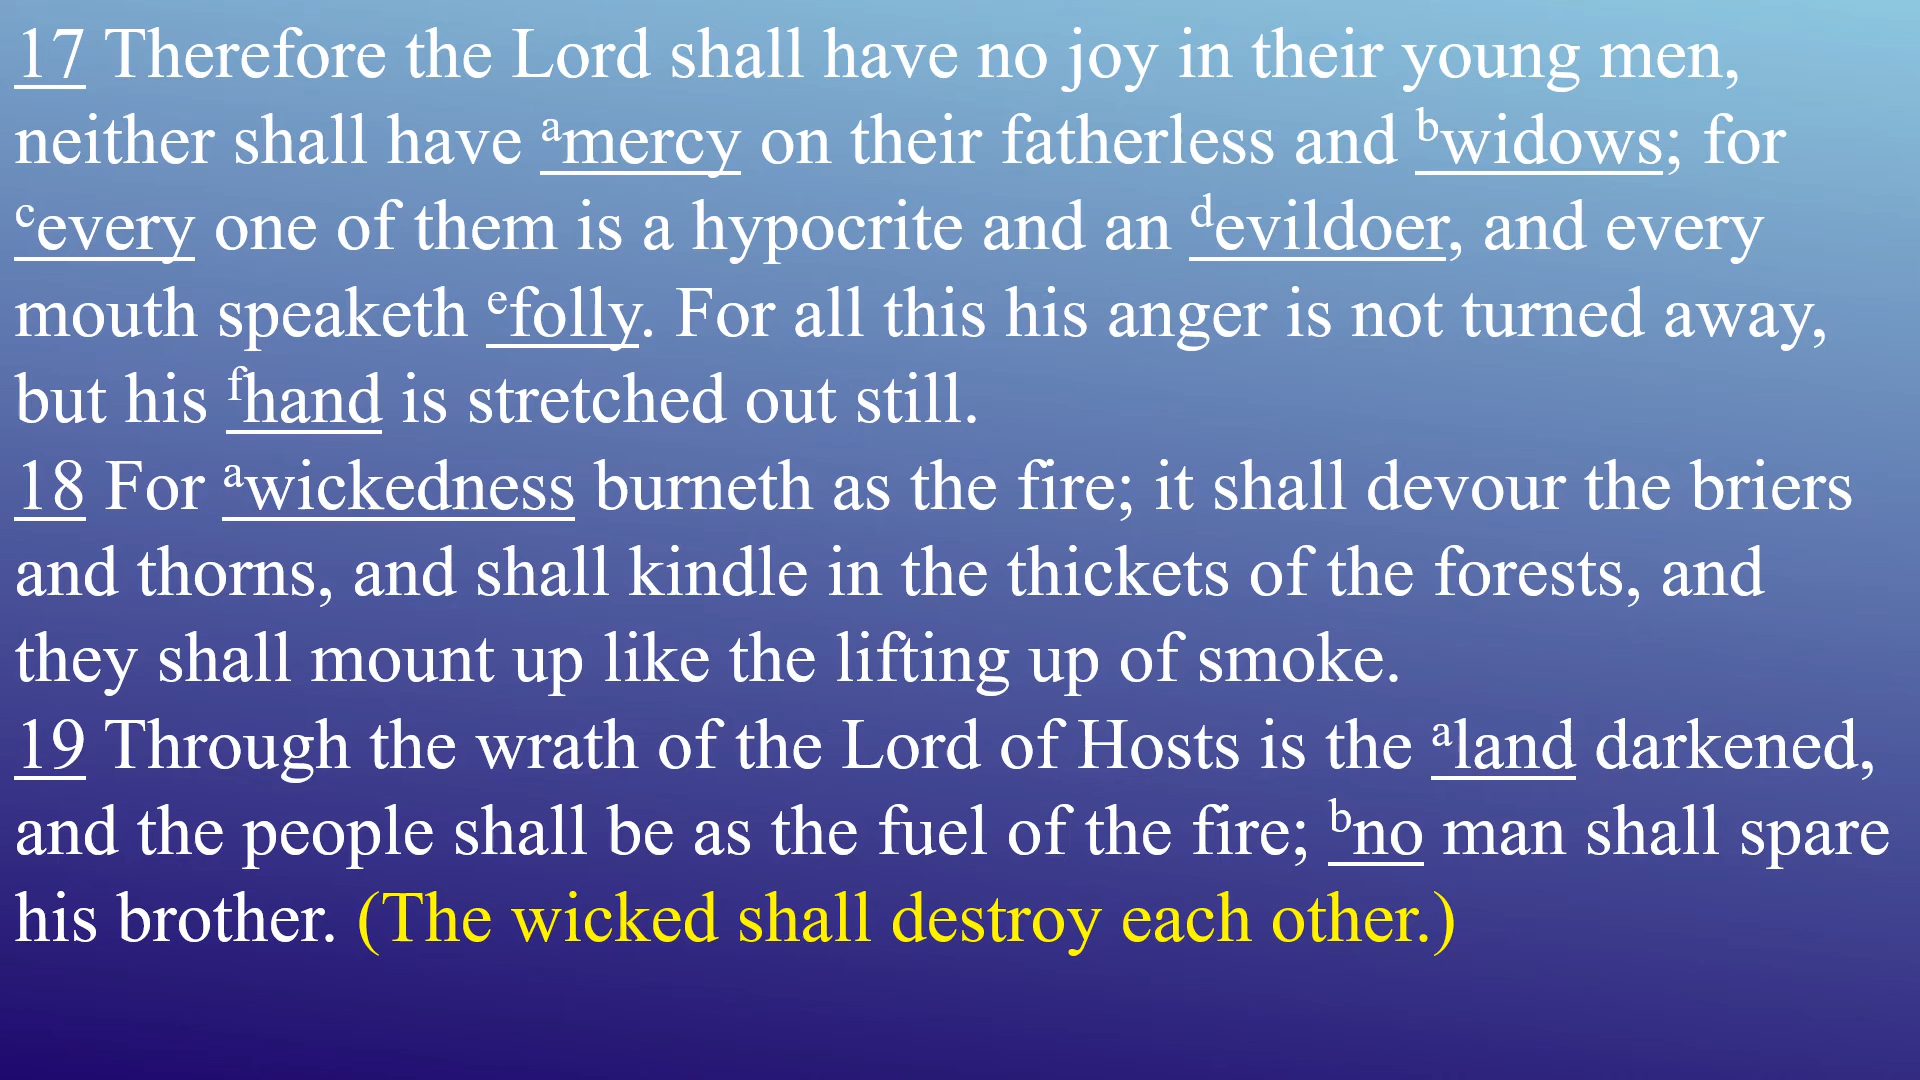 17 Therefore the Lord shall have no joy in their young men,
neither shall have amercy on their fatherless and bwidows; for
cevery one of them is a hypocrite and an devildoer, and every
mouth speaketh efolly. For all this his anger is not turned away,
but his fhand is stretched out still.
18 For awickedness burneth as the fire; it shall devour the briers
and thorns, and shall kindle in the thickets of the forests, and
they shall mount up like the lifting up of smoke.
19 Through the wrath of the Lord of Hosts is the aland darkened,
and the people shall be as the fuel of the fire; bno man shall spare
his brother. (The wicked shall destroy each other.)